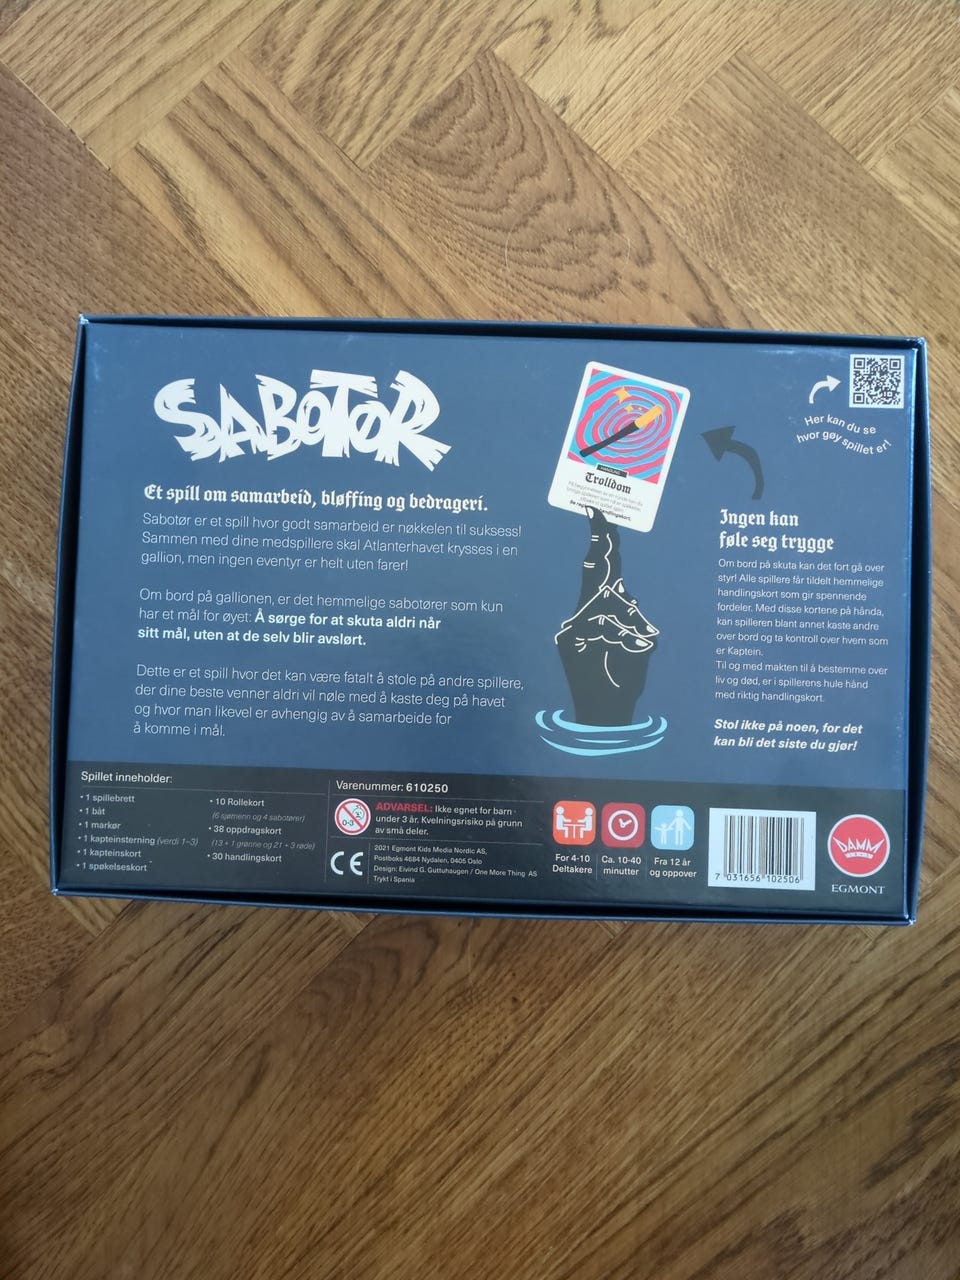 SABOTØR
Et spill om samarbeid, bløffing og bedrageri.
Sabotør er et spill hvor godt samarbeid er nøkkelen til suksess!
Sammen med dine medspillere skal Atlanterhavet krysses i en
gallion, men ingen eventyr er helt uten farer!
Om bord på gallionen, er det hemmelige sabotører som kun
har et mål for øyet: Å sørge for at skuta aldri når
sitt mål, uten at de selv blir avslørt.
Dette er et spill hvor det kan være fatalt å stole på andre spillere,
der dine beste venner aldri vil nøle med å kaste deg på havet
og hvor man likevel er avhengig av å samarbeide for
å komme i mål.
HANDLING
Trolldom
Her kan du se
hvor gøy spillet er!
Ingen kan
føle seg trygge
Om bord på skuta kan det fort gå over
styr! Alle spillere får tildelt hemmelige
handlingskort som gir spennende
fordeler. Med disse kortene på hånda,
kan spilleren blant annet kaste andre
over bord og ta kontroll over hvem som
er Kaptein.
Til og med makten til å bestemme over
liv og død, er i spillerens hule hånd
med riktig handlingskort.
Stol ikke på noen, for det
kan bli det siste du gjør!
Spillet inneholder:
• 1 spillebrett
• 1 båt
• 1 markør
• 1 kapteinsterning (verdi 1–3)
• 1 kapteinskort
• 1 spøkelseskort
• 10 Rollekort
(6 sjømenn og 4 sabotører)
• 38 oppdragskort
(13 + 1 grønne og 21 + 3 røde)
• 30 handlingskort
Varenummer: 610250
0-3
ADVARSEL: Ikke egnet for barn
under 3 år. Kvelningsrisiko på grunn
av små deler.
CE
2021 Egmont Kids Media Nordic AS,
Postboks 4684 Nydalen, 0405 Oslo
Design: Eivind G. Guttuhaugen / One More Thing AS
Trykt i Spania
For 4-10
Deltakere
Ca. 10-40
minutter
Fra 12 år
og oppover
7 031656 102506
DAMM
EGMONT